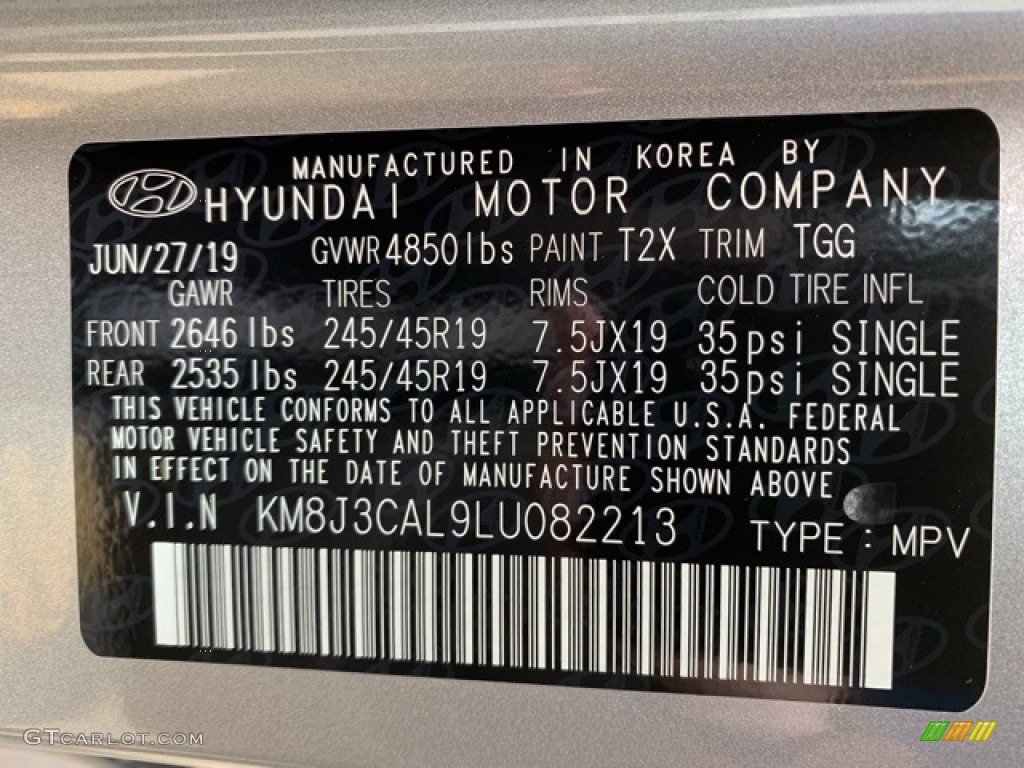 MANUFACTURED IN KOREA BY
HYUNDAI MOTOR COMPANY
JUN/27/19 GVWR 4850lbs PAINT T2X TRIM TGG
GAWR TIRES RIMS COLD TIRE INFL
FRONT 2646 lbs 245/45R19 7.5JX19 35psi SINGLE
REAR 2535 lbs 245/45R19 7.5JX19 35psi SINGLE
THIS VEHICLE CONFORMS TO ALL APPLICABLE U.S.A. FEDERAL
MOTOR VEHICLE SAFETY AND THEFT PREVENTION STANDARDS
IN EFFECT ON THE DATE OF MANUFACTURE SHOWN ABOVE
V.I.N KM8J3CAL9LU082213 TYPE : MPV
GTCARLOT.COM